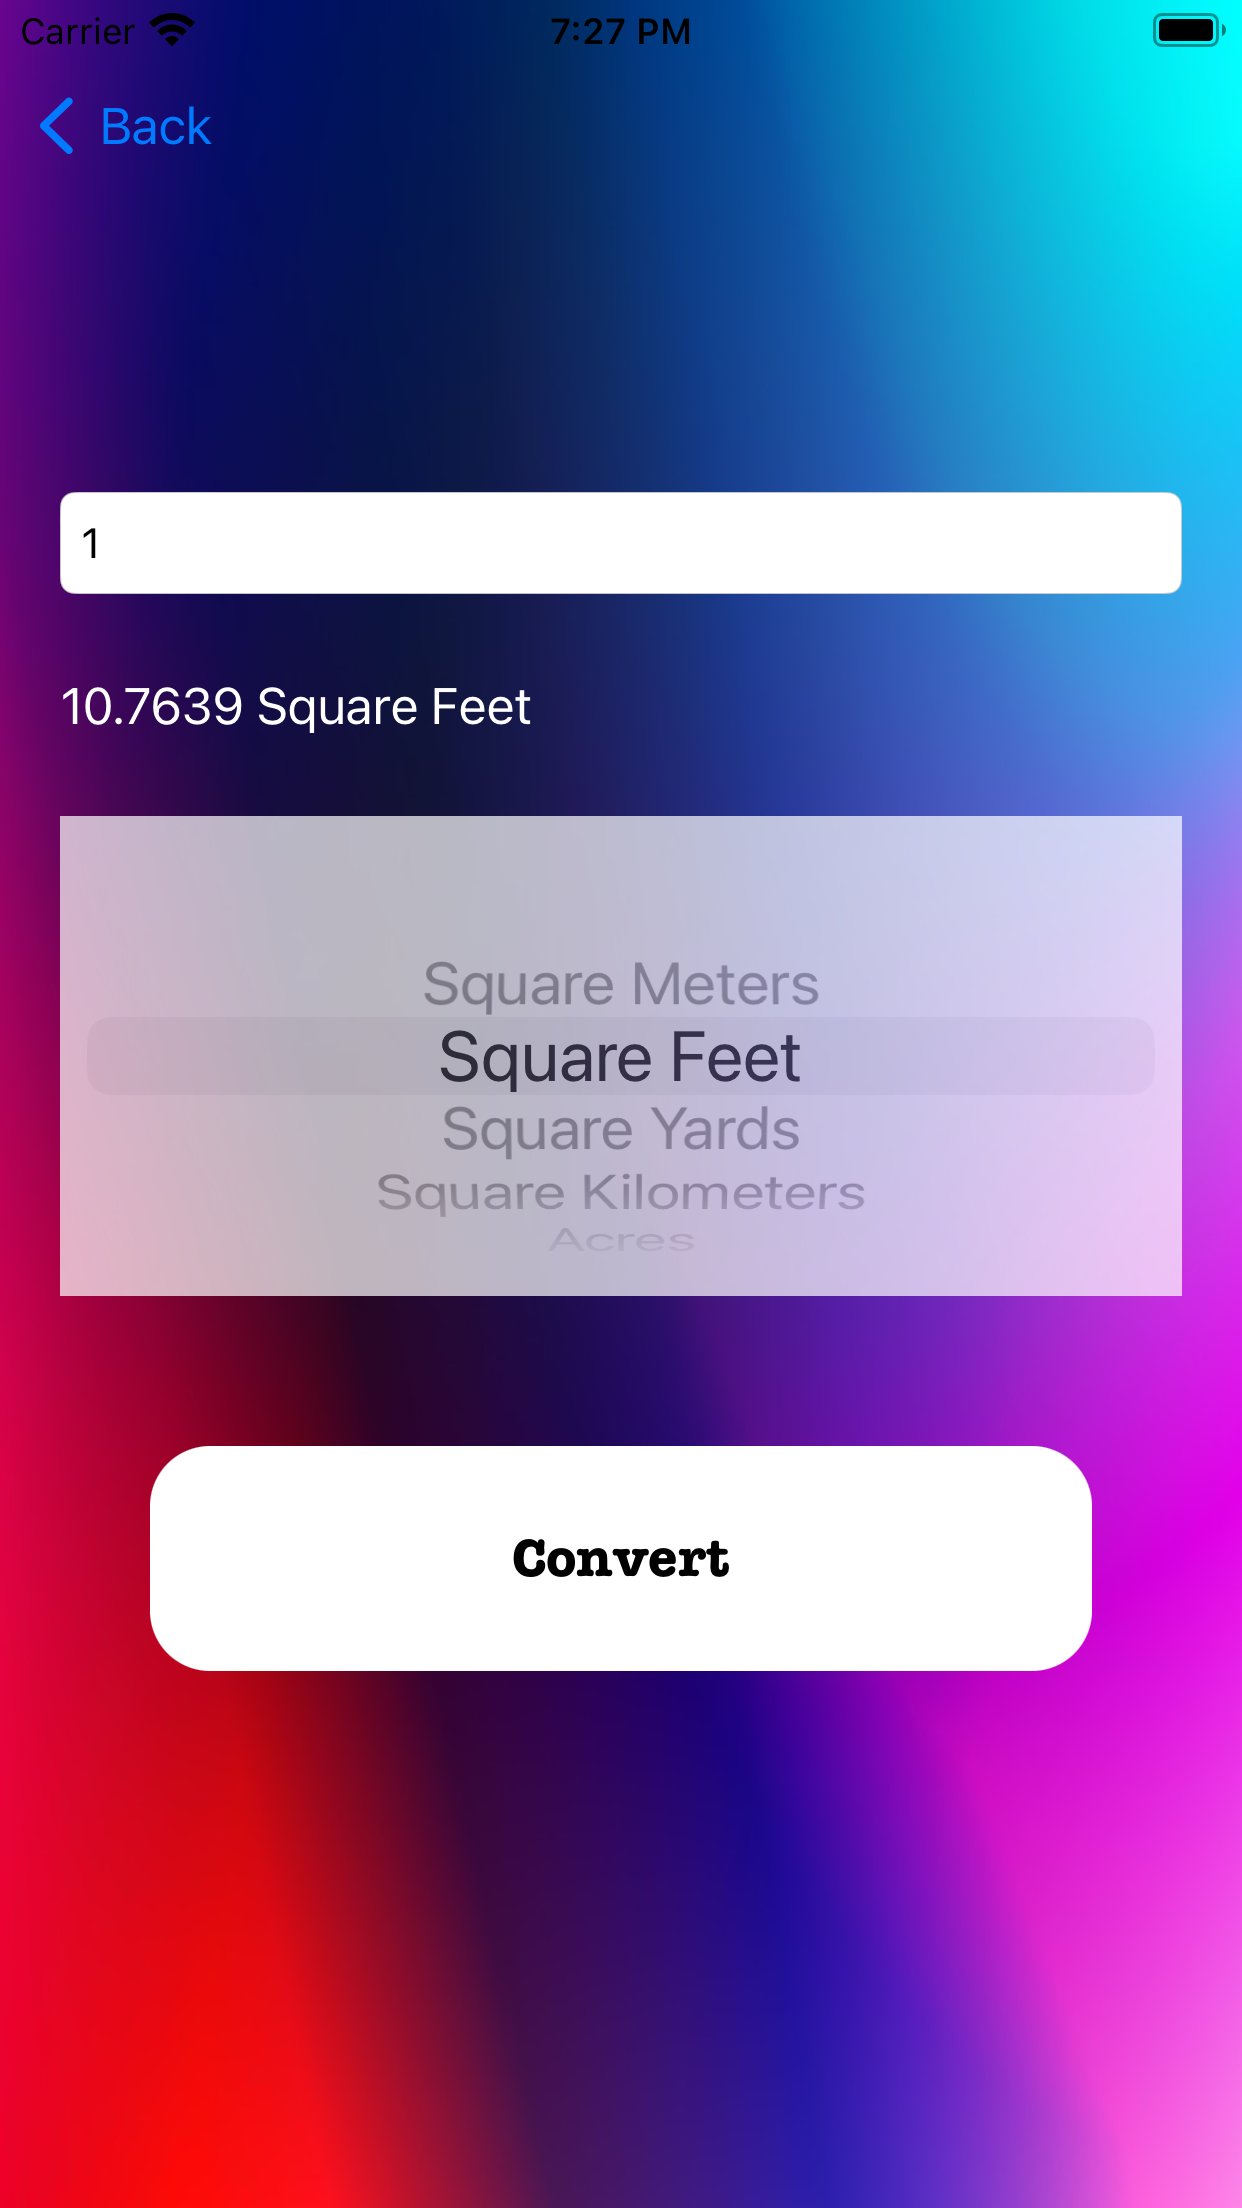 Carrier 7:27 PM
Back
1
10.7639 Square Feet
Square Meters
Square Feet
Square Yards
Square Kilometers
Acres
Convert